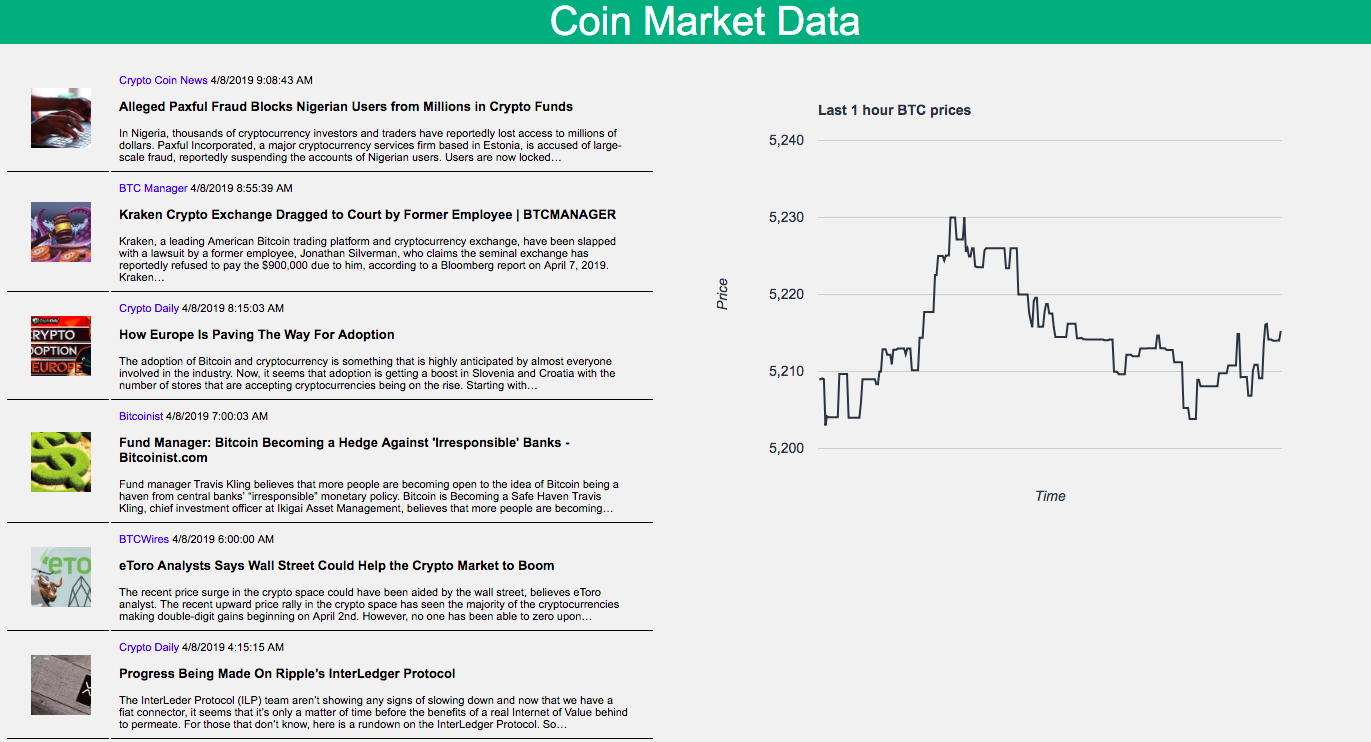 Coin Market Data
Crypto Coin News 4/8/2019 9:08:43 AM
Alleged Paxful Fraud Blocks Nigerian Users from Millions in Crypto Funds
In Nigeria, thousands of cryptocurrency investors and traders have reportedly lost access to millions of
dollars. Paxful Incorporated, a major cryptocurrency services firm based in Estonia, is accused of large-
scale fraud, reportedly suspending the accounts of Nigerian users. Users are now locked…
BTC Manager 4/8/2019 8:55:39 AM
Kraken Crypto Exchange Dragged to Court by Former Employee | BTCMANAGER
Kraken, a leading American Bitcoin trading platform and cryptocurrency exchange, have been slapped
with a lawsuit by a former employee, Jonathan Silverman, who claims the seminal exchange has
reportedly refused to pay the $900,000 due to him, according to a Bloomberg report on April 7, 2019.
Kraken…
Crypto Daily 4/8/2019 8:15:03 AM
How Europe Is Paving The Way For Adoption
The adoption of Bitcoin and cryptocurrency is something that is highly anticipated by almost everyone
involved in the industry. Now, it seems that adoption is getting a boost in Slovenia and Croatia with the
number of stores that are accepting cryptocurrencies being on the rise. Starting with…
RYPTO
DOPTION
EUROPE
Bitcoinist 4/8/2019 7:00:03 AM
Fund Manager: Bitcoin Becoming a Hedge Against 'Irresponsible' Banks -
Bitcoinist.com
Fund manager Travis Kling believes that more people are becoming open to the idea of Bitcoin being a
haven from central banks’ “irresponsible” monetary policy. Bitcoin is Becoming a Safe Haven Travis
Kling, chief investment officer at Ikigai Asset Management, believes that more people are becoming…
BTCWires 4/8/2019 6:00:00 AM
eToro Analysts Says Wall Street Could Help the Crypto Market to Boom
The recent price surge in the crypto space could have been aided by the wall street, believes eToro
analyst. The recent upward price rally in the crypto space has seen the majority of the cryptocurrencies
making double-digit gains beginning on April 2nd. However, no one has been able to zero upon…
eTO
Crypto Daily 4/8/2019 4:15:15 AM
Progress Being Made On Ripple’s InterLedger Protocol
The InterLeder Protocol (ILP) team aren’t showing any signs of slowing down and now that we have a
fiat connector, it seems that it’s only a matter of time before the benefits of a real Internet of Value behind
to permeate. For those that don’t know, here is a rundown on the InterLedger Protocol. So…
Last 1 hour BTC prices
5,240
5,230
5,220
5,210
5,200
Price
Time